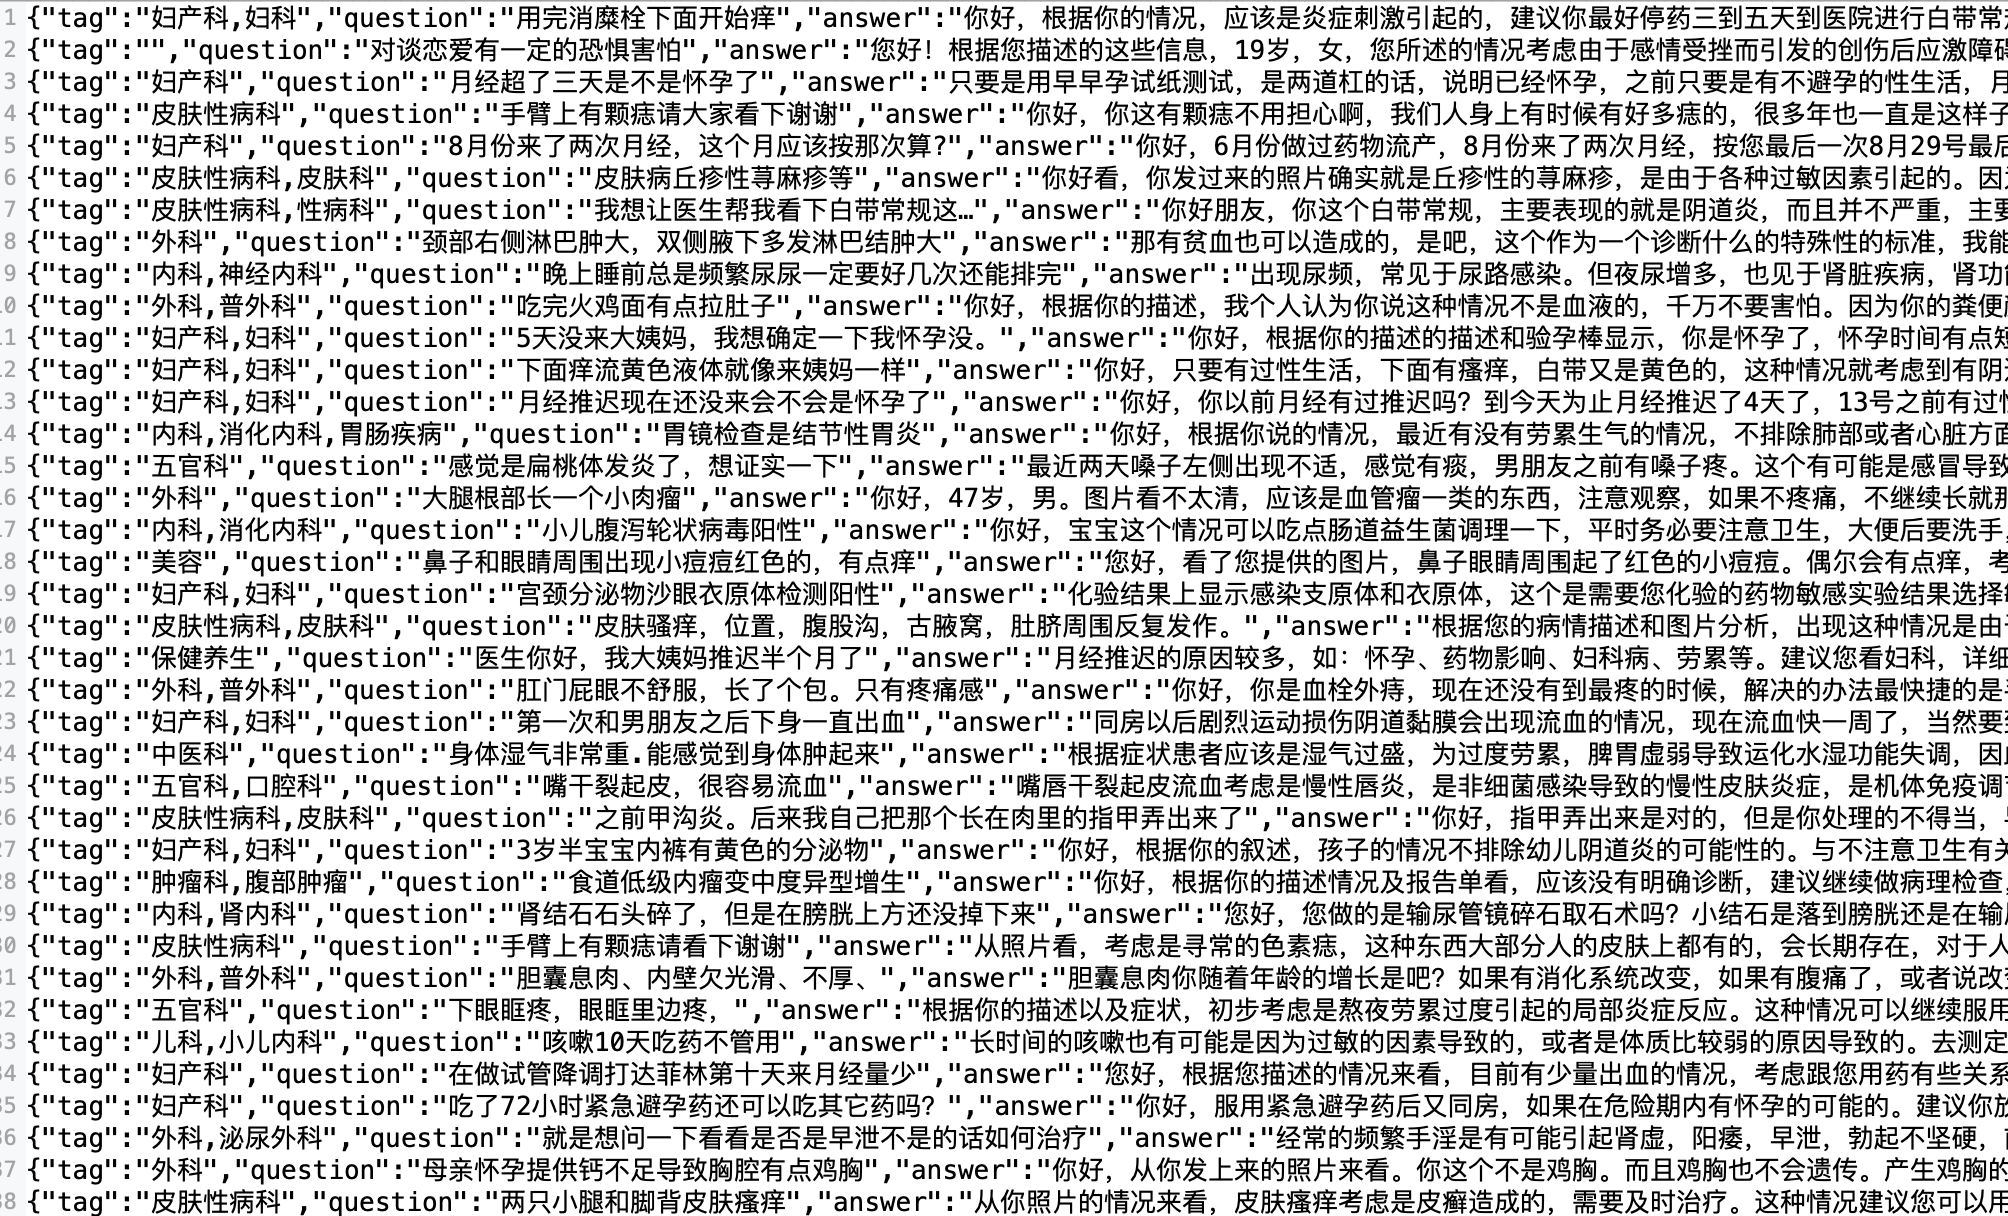 1 {"tag":"妇产科,妇科","question":"用完消糜栓下面开始痒","answer":"你好，根据你的情况，应该是炎症刺激引起的，建议你最好停药三到五天到医院进行白带常
2 {"tag":"","question":"对谈恋爱有一定的恐惧害怕","answer":"您好！根据您描述的这些信息，19岁，女，您所述的情况考虑由于感情受挫而引发的创伤后应激障碍
3 {"tag":"妇产科","question":"月经超了三天是不是怀孕了","answer":"只要是用早早孕试纸测试，是两道杠的话，说明已经怀孕，之前只要是有不避孕的性生活，月
4 {"tag":"皮肤性病科","question":"手臂上有颗痣请大家看下谢谢","answer":"你好，你这有颗痣不用担心啊，我们人身上有时候有好多痣的，很多年也一直是这样子
5 {"tag":"妇产科","question":"8月份来了两次月经，这个月应该按那次算?","answer":"你好，6月份做过药物流产，8月份来了两次月经，按您最后一次8月29号最后
6 {"tag":"皮肤性病科,皮肤科","question":"皮肤病丘疹性荨麻疹等","answer":"你好看，你发过来的照片确实就是丘疹性的荨麻疹，是由于各种过敏因素引起的。因
7 {"tag":"皮肤性病科,性病科","question":"我想让医生帮我看下白带常规这…","answer":"你好朋友，你这个白带常规，主要表现的就是阴道炎，而且并不严重，主要
8 {"tag":"外科","question":"颈部右侧淋巴肿大，双侧腋下多发淋巴结肿大","answer":"那有贫血也可以造成的，是吧，这个作为一个诊断什么的特殊性的标准，我能
9 {"tag":"内科,神经内科","question":"晚上睡前总是频繁尿尿一定要好几次还能排完","answer":"出现尿频，常见于尿路感染。但夜尿增多，也见于肾脏疾病，肾功能
0 {"tag":"外科,普外科","question":"吃完火鸡面有点拉肚子","answer":"你好，根据你的描述，我个人认为你说这种情况不是血液的，千万不要害怕。因为你的粪便
1 {"tag":"妇产科,妇科","question":"5天没来大姨妈，我想确定一下我怀孕没。","answer":"你好，根据你的描述的描述和验孕棒显示，你是怀孕了，怀孕时间有点短
2 {"tag":"妇产科,妇科","question":"下面痒流黄色液体就像来姨妈一样","answer":"你好，只要有过性生活，下面有瘙痒，白带又是黄色的，这种情况就考虑到有阴
3 {"tag":"妇产科,妇科","question":"月经推迟现在还没来会不会是怀孕了","answer":"你好，你以前月经有过推迟吗？到今天为止月经推迟了4天了，13号之前有过
4 {"tag":"内科,消化内科,胃肠疾病","question":"胃镜检查是结节性胃炎","answer":"你好，根据你说的情况，最近有没有劳累生气的情况，不排除肺部或者心脏方面
5 {"tag":"五官科","question":"感觉是扁桃体发炎了，想证实一下","answer":"最近两天嗓子左侧出现不适，感觉有痰，男朋友之前有嗓子疼。这个有可能是感冒导致
6 {"tag":"外科","question":"大腿根部长一个小肉瘤","answer":"你好，47岁，男。图片看不太清，应该是血管瘤一类的东西，注意观察，如果不疼痛，不继续长就
7 {"tag":"内科,消化内科","question":"小儿腹泻轮状病毒阳性","answer":"你好，宝宝这个情况可以吃点肠道益生菌调理一下，平时务必要注意卫生，大便后要洗手，
8 {"tag":"美容","question":"鼻子和眼睛周围出现小痘痘红色的，有点痒","answer":"您好，看了您提供的图片，鼻子眼睛周围起了红色的小痘痘。偶尔会有点痒，考
9 {"tag":"妇产科,妇科","question":"宫颈分泌物沙眼衣原体检测阳性","answer":"化验结果上显示感染支原体和衣原体，这个是需要您化验的药物敏感实验结果选择
20 {"tag":"皮肤性病科,皮肤科","question":"皮肤骚痒，位置，腹股沟，古腋窝，肚脐周围反复发作。","answer":"根据您的病情描述和图片分析，出现这种情况是由
21 {"tag":"保健养生","question":"医生你好，我大姨妈推迟半个月了","answer":"月经推迟的原因较多，如：怀孕、药物影响、妇科病、劳累等。建议您看妇科，详细
22 {"tag":"外科,普外科","question":"肛门屁眼不舒服，长了个包。只有疼痛感","answer":"你好，你是血栓外痔，现在还没有到最疼的时候，解决的办法最快捷的是
23 {"tag":"妇产科,妇科","question":"第一次和男朋友之后下身一直出血","answer":"同房以后剧烈运动损伤阴道黏膜会出现流血的情况，现在流血快一周了，当然要
24 {"tag":"中医科","question":"身体湿气非常重.能感觉到身体肿起来","answer":"根据症状患者应该是湿气过盛，为过度劳累，脾胃虚弱导致运化水湿功能失调，因
25 {"tag":"五官科,口腔科","question":"嘴干裂起皮，很容易流血","answer":"嘴唇干裂起皮流血考虑是慢性唇炎，是非细菌感染导致的慢性皮肤炎症，是机体免疫调
26 {"tag":"皮肤性病科,皮肤科","question":"之前甲沟炎。后来我自己把那个长在肉里的指甲弄出来了","answer":"你好，指甲弄出来是对的，但是你处理的不得当，
27 {"tag":"妇产科,妇科","question":"3岁半宝宝内裤有黄色的分泌物","answer":"你好，根据你的叙述，孩子的情况不排除幼儿阴道炎的可能性的。与不注意卫生有关
28 {"tag":"肿瘤科,腹部肿瘤","question":"食道低级内瘤变中度异型增生","answer":"你好，根据你的描述情况及报告单看，应该没有明确诊断，建议继续做病理检查，
29 {"tag":"内科,肾内科","question":"肾结石石头碎了，但是在膀胱上方还没掉下来","answer":"您好，您做的是输尿管镜碎石取石术吗？小结石是落到膀胱还是在输尿
30 {"tag":"皮肤性病科","question":"手臂上有颗痣请看下谢谢","answer":"从照片看，考虑是寻常的色素痣，这种东西大部分人的皮肤上都有的，会长期存在，对于人
31 {"tag":"外科,普外科","question":"胆囊息肉、内壁欠光滑、不厚、","answer":"胆囊息肉你随着年龄的增长是吧？如果有消化系统改变，如果有腹痛了，或者说改
32 {"tag":"五官科","question":"下眼眶疼，眼眶里边疼，","answer":"根据你的描述以及症状，初步考虑是熬夜劳累过度引起的局部炎症反应。这种情况可以继续服用
33 {"tag":"儿科,小儿内科","question":"咳嗽10天吃药不管用","answer":"长时间的咳嗽也有可能是因为过敏的因素导致的，或者是体质比较弱的原因导致的。去测定
34 {"tag":"妇产科","question":"在做试管降调打达菲林第十天来月经量少","answer":"您好，根据您描述的情况来看，目前有少量出血的情况，考虑跟您用药有些关系
35 {"tag":"妇产科","question":"吃了72小时紧急避孕药还可以吃其它药吗？","answer":"你好，服用紧急避孕药后又同房，如果在危险期内有怀孕的可能的。建议你放
36 {"tag":"外科,泌尿外科","question":"就是想问一下看看是否是早泄不是的话如何治疗","answer":"经常的频繁手淫是有可能引起肾虚，阳痿，早泄，勃起不坚硬，
37 {"tag":"外科","question":"母亲怀孕提供钙不足导致胸腔有点鸡胸","answer":"你好，从你发上来的照片来看。你这个不是鸡胸。而且鸡胸也不会遗传。产生鸡胸的
38 {"tag":"皮肤性病科","question":"两只小腿和脚背皮肤瘙痒","answer":"从你照片的情况来看，皮肤瘙痒考虑是皮癣造成的，需要及时治疗。这种情况建议您可以用